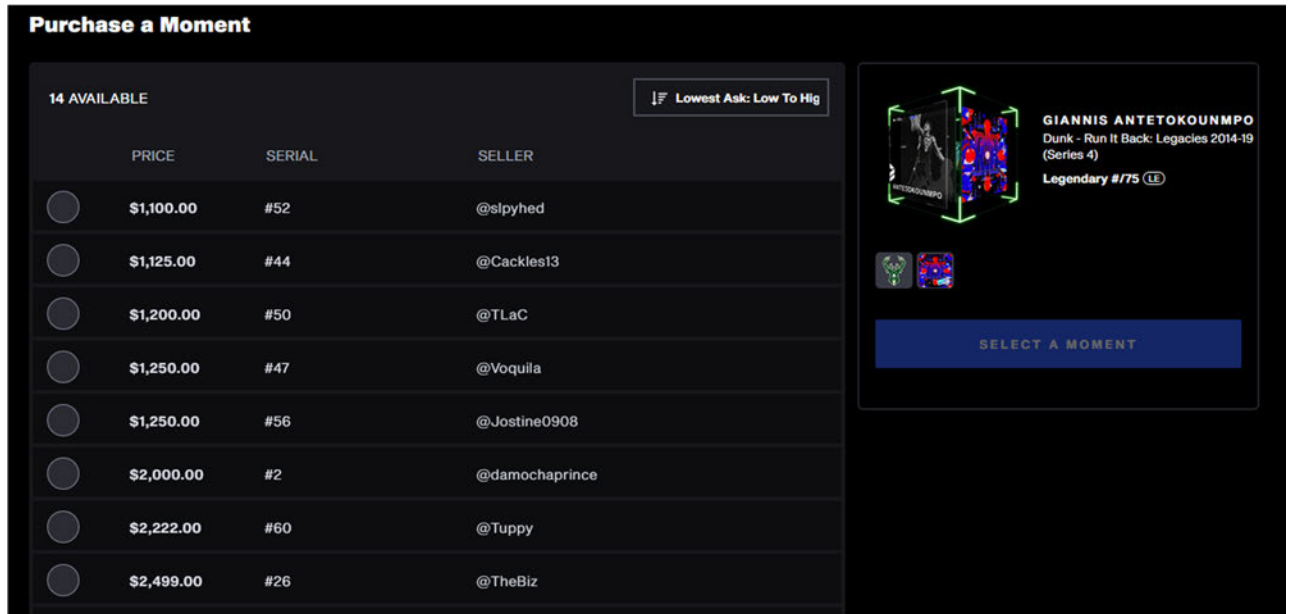 Purchase a Moment
14 AVAILABLE
Lowest Ask: Low To Hig
PRICE SERIAL SELLER
$1,100.00 #52 @slpyhed
$1,125.00 #44 @Cackles13
$1,200.00 #50 @TLaC
$1,250.00 #47 @Voquila
$1,250.00 #56 @Jostine0908
$2,000.00 #2 @damochaprince
$2,222.00 #60 @Tuppy
$2,499.00 #26 @TheBiz
ANTETOKOUNMPO
GIANNIS ANTETOKOUNMPO
Dunk - Run It Back: Legacies 2014-19
(Series 4)
Legendary #/75 LE
SELECT A MOMENT